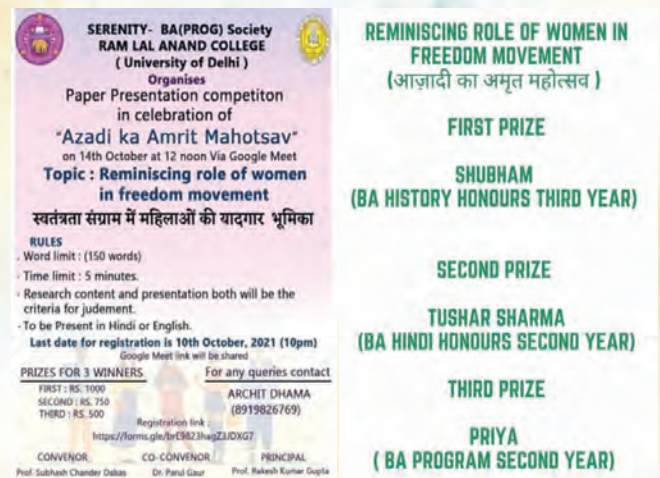 SERENITY- BA(PROG) Society
RAM LAL ANAND COLLEGE
( University of Delhi )
Organises
Paper Presentation competiton
in celebration of
"Azadi ka Amrit Mahotsav"
on 14th October at 12 noon Via Google Meet
Topic : Reminiscing role of women
in freedom movement
स्वतंत्रता संग्राम में महिलाओं की यादगार भूमिका
RULES
. Word limit : (150 words)
- Time limit : 5 minutes.
- Research content and presentation both will be the
criteria for judement.
- To be Present in Hindi or English.
Last date for registration is 10th October, 2021 (10pm)
Google Meet link will be shared
PRIZES FOR 3 WINNERS
FIRST : RS. 1000
SECOND : RS. 750
THIRD : RS. 500
For any queries contact
ARCHIT DHAMA
(8919826769)
Registration link :
CONVENOR
Prof. Subhash Chander Dabas
CO-CONVENOR
Dr. Parul Gaur
PRINCIPAL
Prof. Rakesh Kumar Gupta
REMINISCING ROLE OF WOMEN IN
FREEDOM MOVEMENT
(आज़ादी का अमृत महोत्सव )
FIRST PRIZE
SHUBHAM
(BA HISTORY HONOURS THIRD YEAR)
SECOND PRIZE
TUSHAR SHARMA
(BA HINDI HONOURS SECOND YEAR)
THIRD PRIZE
PRIYA
( BA PROGRAM SECOND YEAR)